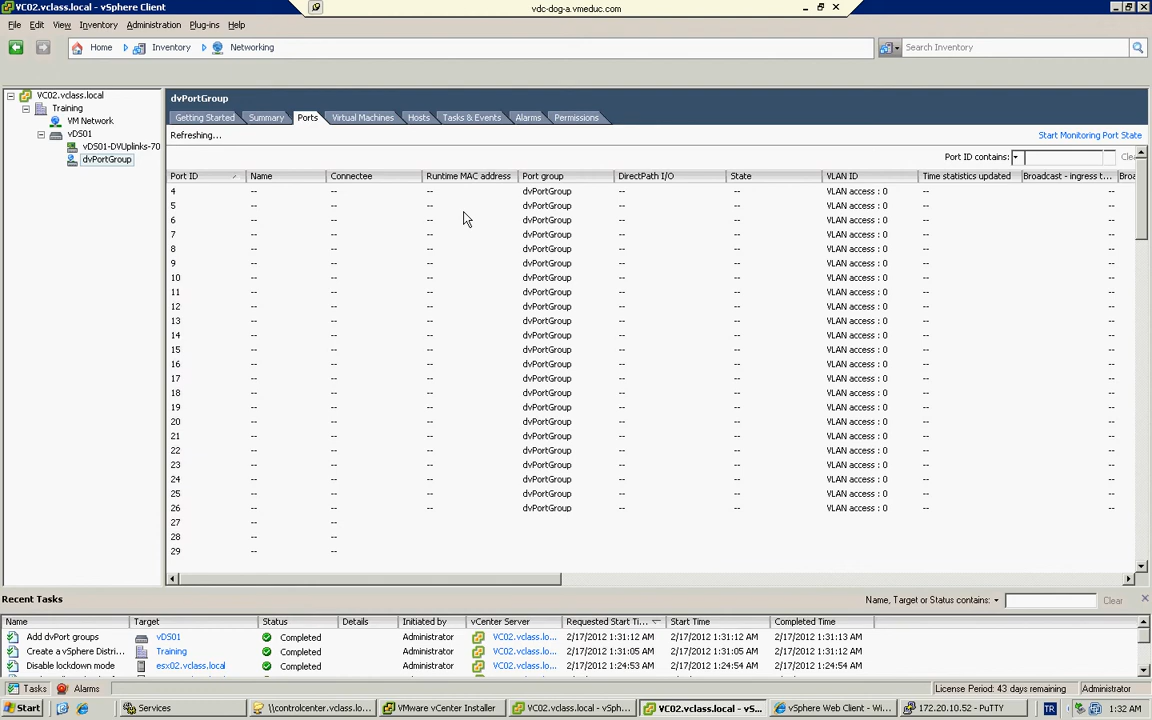 VC02.vclass.local - vSphere Client
vdc-dog-a.vmeduc.com
File Edit View Inventory Administration Plug-ins Help
Home Inventory Networking Search Inventory
VC02.vclass.local
Training
VM Network
vDS01
vDS01-DVUplinks-70
dvPortGroup
dvPortGroup
Getting Started Summary Ports Virtual Machines Hosts Tasks & Events Alarms Permissions
Refreshing... Start Monitoring Port State
Port ID contains:
Port ID Name Connectee Runtime MAC address Port group DirectPath I/O State VLAN ID Time statistics updated Broadcast - ingress t... Broa
4 -- -- -- dvPortGroup -- -- VLAN access : 0 -- --
5 -- -- -- dvPortGroup -- -- VLAN access : 0 -- --
6 -- -- -- dvPortGroup -- -- VLAN access : 0 -- --
7 -- -- -- dvPortGroup -- -- VLAN access : 0 -- --
8 -- -- -- dvPortGroup -- -- VLAN access : 0 -- --
9 -- -- -- dvPortGroup -- -- VLAN access : 0 -- --
10 -- -- -- dvPortGroup -- -- VLAN access : 0 -- --
11 -- -- -- dvPortGroup -- -- VLAN access : 0 -- --
12 -- -- -- dvPortGroup -- -- VLAN access : 0 -- --
13 -- -- -- dvPortGroup -- -- VLAN access : 0 -- --
14 -- -- -- dvPortGroup -- -- VLAN access : 0 -- --
15 -- -- -- dvPortGroup -- -- VLAN access : 0 -- --
16 -- -- -- dvPortGroup -- -- VLAN access : 0 -- --
17 -- -- -- dvPortGroup -- -- VLAN access : 0 -- --
18 -- -- -- dvPortGroup -- -- VLAN access : 0 -- --
19 -- -- -- dvPortGroup -- -- VLAN access : 0 -- --
20 -- -- -- dvPortGroup -- -- VLAN access : 0 -- --
21 -- -- -- dvPortGroup -- -- VLAN access : 0 -- --
22 -- -- -- dvPortGroup -- -- VLAN access : 0 -- --
23 -- -- -- dvPortGroup -- -- VLAN access : 0 -- --
24 -- -- -- dvPortGroup -- -- VLAN access : 0 -- --
25 -- -- -- dvPortGroup -- -- VLAN access : 0 -- --
26 -- -- -- dvPortGroup -- -- VLAN access : 0 -- --
27 -- --
28 -- --
29 -- --
Recent Tasks Name, Target or Status contains: Clear
Name Target Status Details Initiated by vCenter Server Requested Start Ti... Start Time Completed Time
Add dvPort groups vDS01 Completed Administrator VC02.vclass.lo... 2/17/2012 1:31:12 AM 2/17/2012 1:31:12 AM 2/17/2012 1:31:13 AM
Create a vSphere Distri... Training Completed Administrator VC02.vclass.lo... 2/17/2012 1:31:05 AM 2/17/2012 1:31:05 AM 2/17/2012 1:31:12 AM
Disable lockdown mode esx02.vclass.local Completed Administrator VC02.vclass.lo... 2/17/2012 1:24:53 AM 2/17/2012 1:24:54 AM 2/17/2012 1:24:54 AM
Tasks Alarms License Period: 43 days remaining Administrator
Start Services \\controlcenter.vclass.lo... VMware vCenter Installer VC02.vclass.local - vSph... VC02.vclass.local - vS... vSphere Web Client - Wi... 172.20.10.52 - PuTTY TR 1:32 AM